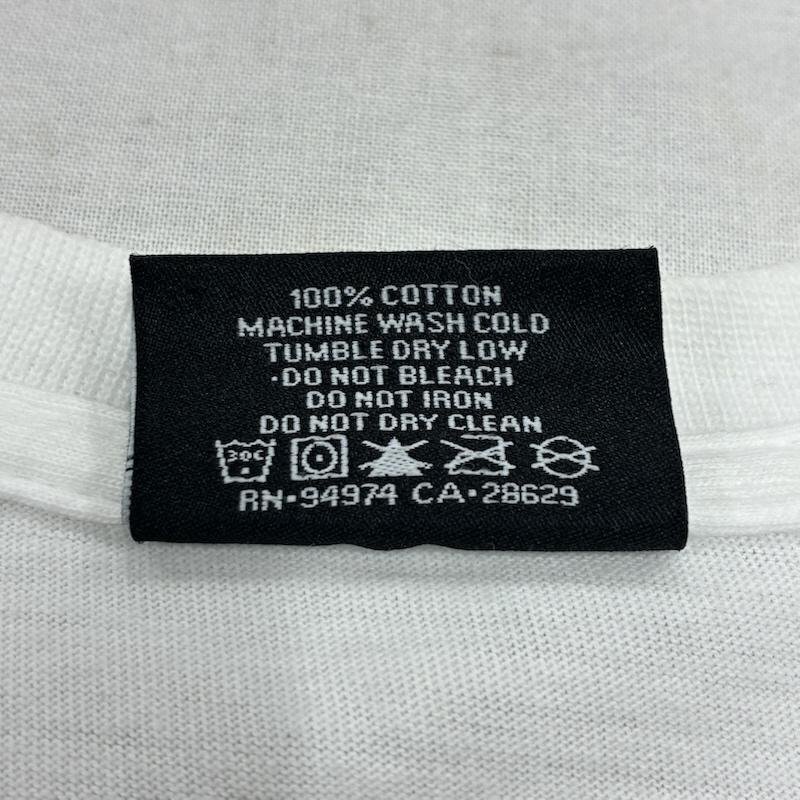 100% COTTON
MACHINE WASH COLD
TUMBLE DRY LOW
·DO NOT BLEACH
DO NOT IRON
DO NOT DRY CLEAN
30C
RN·94974 CA·28629